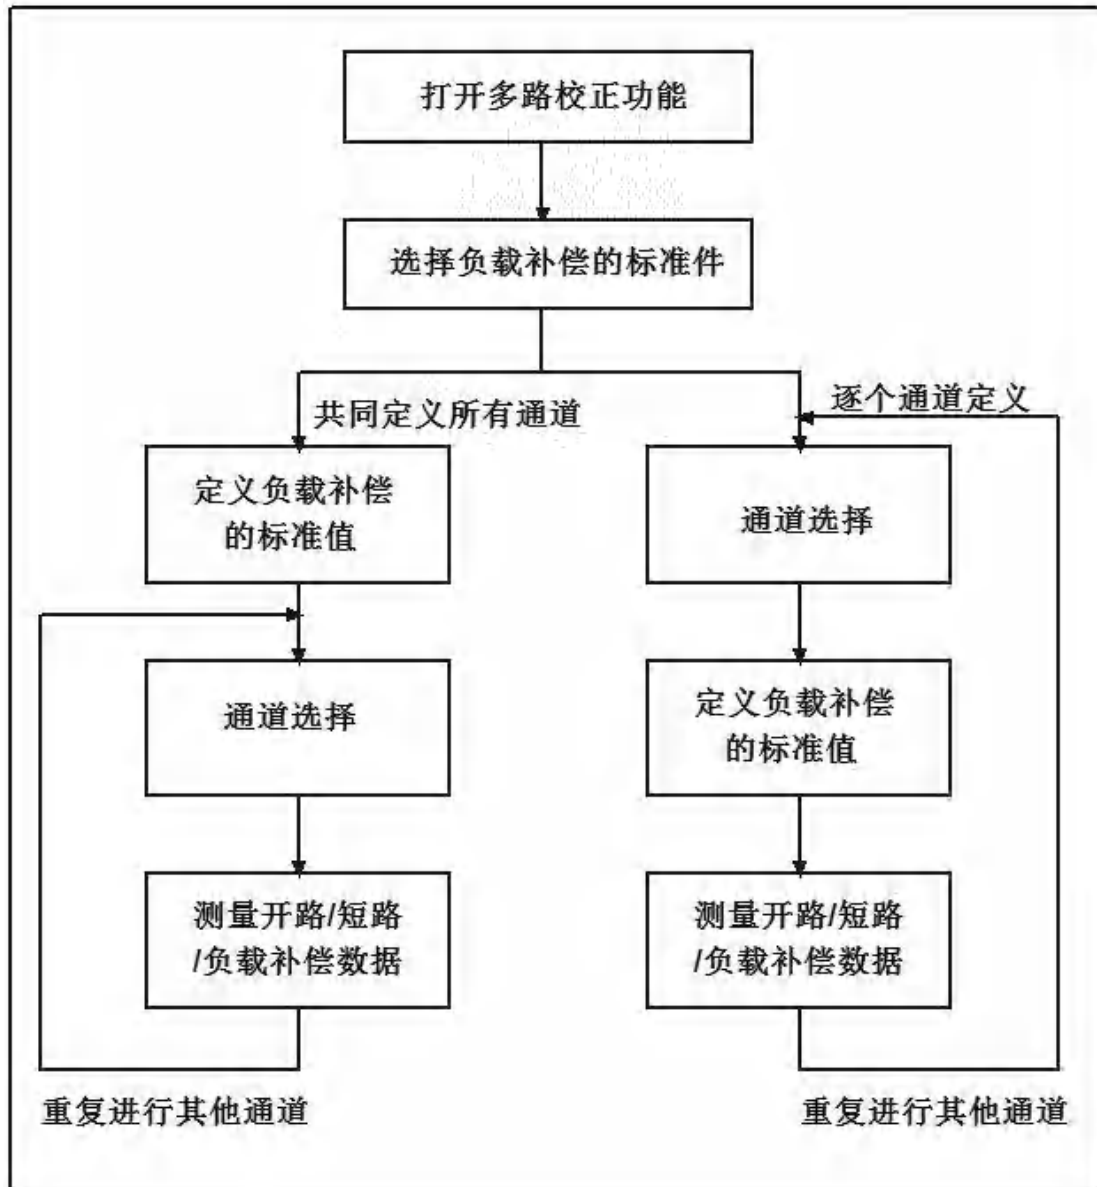 打开多路校正功能
选择负载补偿的标准件
共同定义所有通道
定义负载补偿
的标准值
通道选择
测量开路/短路
/负载补偿数据
重复进行其他通道
逐个通道定义
通道选择
定义负载补偿
的标准值
测量开路/短路
/负载补偿数据
重复进行其他通道